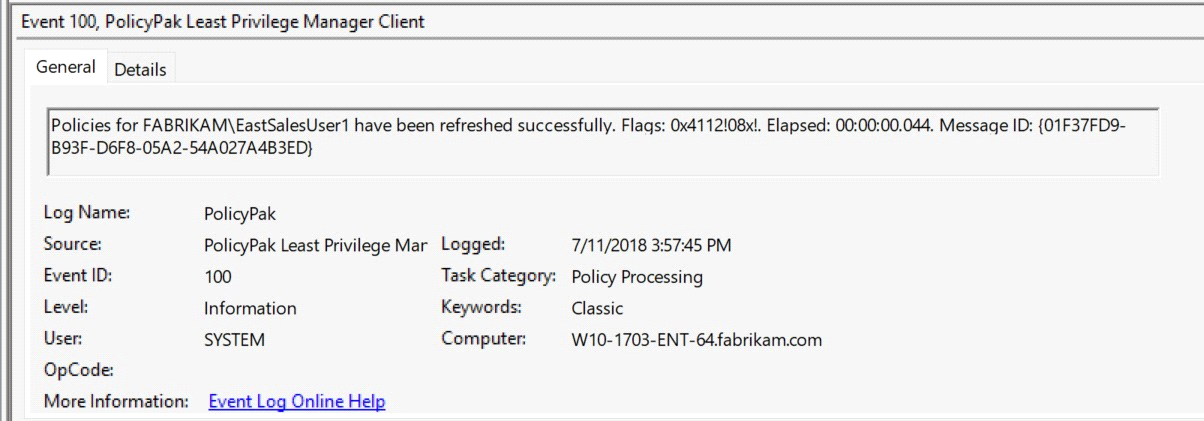 Event 100, PolicyPak Least Privilege Manager Client
General Details
Policies for FABRIKAM\EastSalesUser1 have been refreshed successfully. Flags: 0x4112!08x!. Elapsed: 00:00:00.044. Message ID: {01F37FD9-
B93F-D6F8-05A2-54A027A4B3ED}
Log Name: PolicyPak
Source: PolicyPak Least Privilege Mar Logged: 7/11/2018 3:57:45 PM
Event ID: 100 Task Category: Policy Processing
Level: Information Keywords: Classic
User: SYSTEM Computer: W10-1703-ENT-64.fabrikam.com
OpCode:
More Information: Event Log Online Help